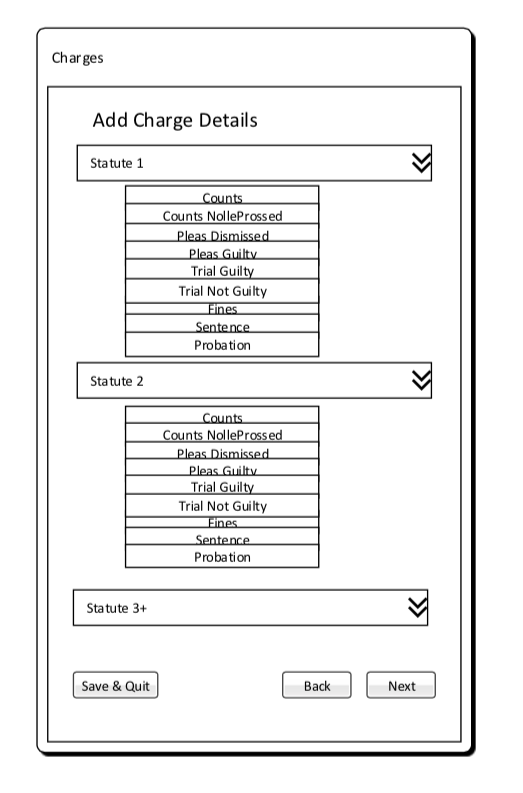 Charges
Add Charge Details
Statute 1
Counts
Counts NolleProssed
Pleas Dismissed
Pleas Guilty
Trial Guilty
Trial Not Guilty
Fines
Sentence
Probation
Statute 2
Counts
Counts NolleProssed
Pleas Dismissed
Pleas Guilty
Trial Guilty
Trial Not Guilty
Fines
Sentence
Probation
Statute 3+
Save & Quit Back Next